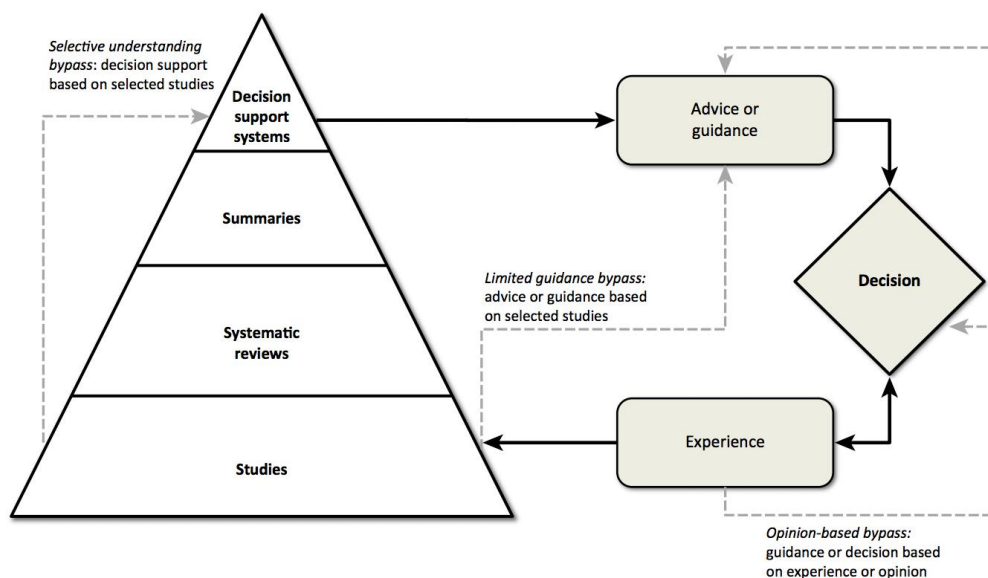 Selective understanding
bypass: decision support
based on selected studies
Decision
support
systems
Advice or
guidance
Summaries
Limited guidance bypass:
advice or guidance based
on selected studies
Decision
Systematic
reviews
Experience
Studies
Opinion-based bypass:
guidance or decision based
on experience or opinion